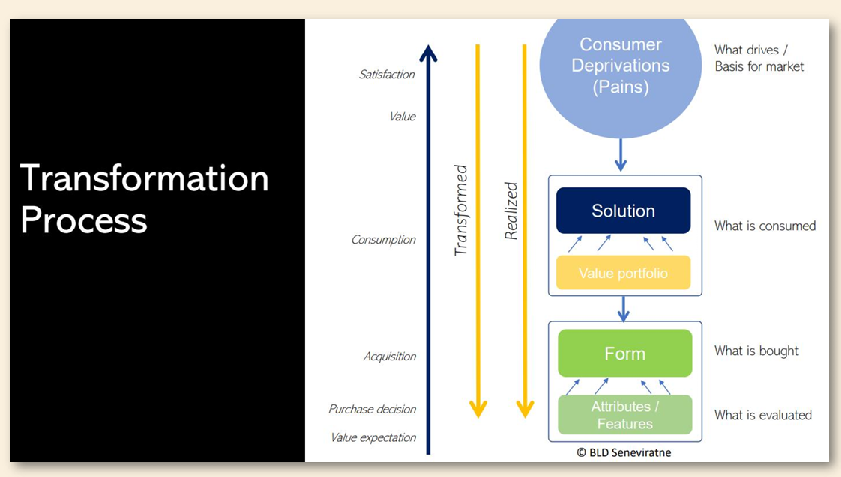 Transformation
Process
Satisfaction
Value
Consumption
Acquisition
Purchase decision
Value expectation
Transformed
Realized
Consumer
Deprivations
(Pains)
What drives /
Basis for market
Solution
Value portfolio
What is consumed
Form
What is bought
Attributes /
Features
What is evaluated
© BLD Seneviratne